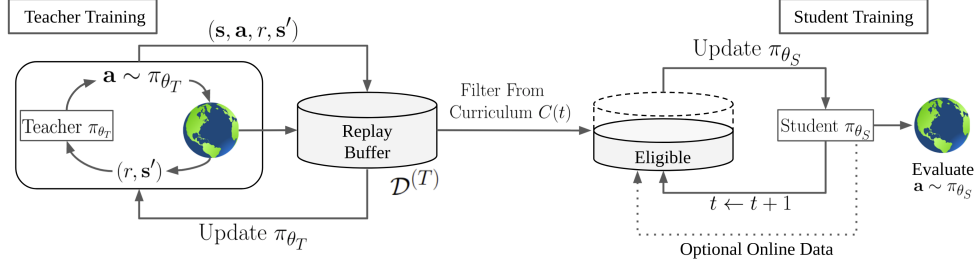 Teacher Training
Student Training
(s, a, r, s′)
a ∼ π_{θ_T}
Teacher π_{θ_T}
(r, s′)
Replay
Buffer
𝒟^{(T)}
Update π_{θ_T}
Filter From
Curriculum C(t)
Update π_{θ_S}
Eligible
Student π_{θ_S}
t ← t + 1
Optional Online Data
Evaluate
a ∼ π_{θ_S}